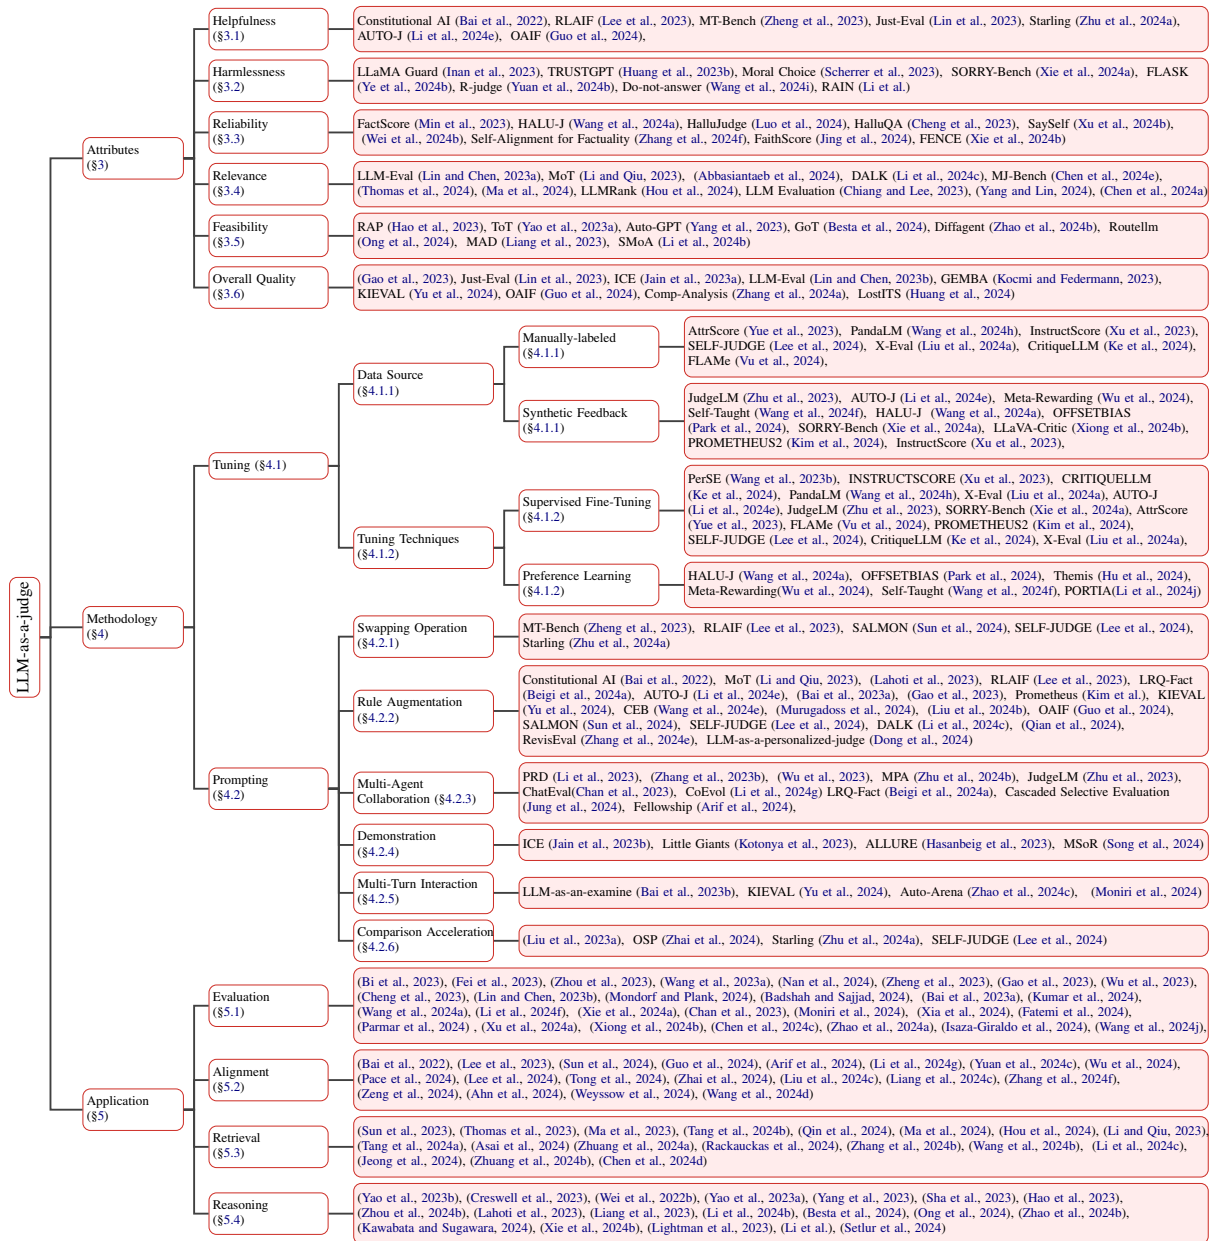 LLM-as-a-judge
Attributes
(§3)
Helpfulness
(§3.1)
Constitutional AI (Bai et al., 2022), RLAIF (Lee et al., 2023), MT-Bench (Zheng et al., 2023), Just-Eval (Lin et al., 2023), Starling (Zhu et al., 2024a),
AUTO-J (Li et al., 2024e), OAIF (Guo et al., 2024),
Harmlessness
(§3.2)
LLaMA Guard (Inan et al., 2023), TRUSTGPT (Huang et al., 2023b), Moral Choice (Scherrer et al., 2023), SORRY-Bench (Xie et al., 2024a), FLASK
(Ye et al., 2024b), R-judge (Yuan et al., 2024b), Do-not-answer (Wang et al., 2024i), RAIN (Li et al.)
Reliability
(§3.3)
FactScore (Min et al., 2023), HALU-J (Wang et al., 2024a), HalluJudge (Luo et al., 2024), HalluQA (Cheng et al., 2023), SaySelf (Xu et al., 2024b),
(Wei et al., 2024b), Self-Alignment for Factuality (Zhang et al., 2024f), FaithScore (Jing et al., 2024), FENCE (Xie et al., 2024b)
Relevance
(§3.4)
LLM-Eval (Lin and Chen, 2023a), MoT (Li and Qiu, 2023), (Abbasiantaeb et al., 2024), DALK (Li et al., 2024c), MJ-Bench (Chen et al., 2024e),
(Thomas et al., 2024), (Ma et al., 2024), LLMRank (Hou et al., 2024), LLM Evaluation (Chiang and Lee, 2023), (Yang and Lin, 2024), (Chen et al., 2024a)
Feasibility
(§3.5)
RAP (Hao et al., 2023), ToT (Yao et al., 2023a), Auto-GPT (Yang et al., 2023), GoT (Besta et al., 2024), Diffagent (Zhao et al., 2024b), Routellm
(Ong et al., 2024), MAD (Liang et al., 2023), SMoA (Li et al., 2024b)
Overall Quality
(§3.6)
(Gao et al., 2023), Just-Eval (Lin et al., 2023), ICE (Jain et al., 2023a), LLM-Eval (Lin and Chen, 2023b), GEMBA (Kocmi and Federmann, 2023),
KIEVAL (Yu et al., 2024), OAIF (Guo et al., 2024), Comp-Analysis (Zhang et al., 2024a), LostITS (Huang et al., 2024)
Methodology
(§4)
Tuning (§4.1)
Data Source
(§4.1.1)
Manually-labeled
(§4.1.1)
AttrScore (Yue et al., 2023), PandaLM (Wang et al., 2024h), InstructScore (Xu et al., 2023),
SELF-JUDGE (Lee et al., 2024), X-Eval (Liu et al., 2024a), CritiqueLLM (Ke et al., 2024),
FLAMe (Vu et al., 2024),
Synthetic Feedback
(§4.1.1)
JudgeLM (Zhu et al., 2023), AUTO-J (Li et al., 2024e), Meta-Rewarding (Wu et al., 2024),
Self-Taught (Wang et al., 2024f), HALU-J (Wang et al., 2024a), OFFSETBIAS
(Park et al., 2024), SORRY-Bench (Xie et al., 2024a), LLaVA-Critic (Xiong et al., 2024b),
PROMETHEUS2 (Kim et al., 2024), InstructScore (Xu et al., 2023),
Tuning Techniques
(§4.1.2)
Supervised Fine-Tuning
(§4.1.2)
PerSE (Wang et al., 2023b), INSTRUCTSCORE (Xu et al., 2023), CRITIQUELLM
(Ke et al., 2024), PandaLM (Wang et al., 2024h), X-Eval (Liu et al., 2024a), AUTO-J
(Li et al., 2024e), JudgeLM (Zhu et al., 2023), SORRY-Bench (Xie et al., 2024a), AttrScore
(Yue et al., 2023), FLAMe (Vu et al., 2024), PROMETHEUS2 (Kim et al., 2024),
SELF-JUDGE (Lee et al., 2024), CritiqueLLM (Ke et al., 2024), X-Eval (Liu et al., 2024a),
Preference Learning
(§4.1.2)
HALU-J (Wang et al., 2024a), OFFSETBIAS (Park et al., 2024), Themis (Hu et al., 2024),
Meta-Rewarding(Wu et al., 2024), Self-Taught (Wang et al., 2024f), PORTIA(Li et al., 2024j)
Prompting
(§4.2)
Swapping Operation
(§4.2.1)
MT-Bench (Zheng et al., 2023), RLAIF (Lee et al., 2023), SALMON (Sun et al., 2024), SELF-JUDGE (Lee et al., 2024),
Starling (Zhu et al., 2024a)
Rule Augmentation
(§4.2.2)
Constitutional AI (Bai et al., 2022), MoT (Li and Qiu, 2023), (Lahoti et al., 2023), RLAIF (Lee et al., 2023), LRQ-Fact
(Beigi et al., 2024a), AUTO-J (Li et al., 2024e), (Bai et al., 2023a), (Gao et al., 2023), Prometheus (Kim et al.), KIEVAL
(Yu et al., 2024), CEB (Wang et al., 2024e), (Murugadoss et al., 2024), (Liu et al., 2024b), OAIF (Guo et al., 2024),
SALMON (Sun et al., 2024), SELF-JUDGE (Lee et al., 2024), DALK (Li et al., 2024c), (Qian et al., 2024),
RevisEval (Zhang et al., 2024e), LLM-as-a-personalized-judge (Dong et al., 2024)
Multi-Agent
Collaboration (§4.2.3)
PRD (Li et al., 2023), (Zhang et al., 2023b), (Wu et al., 2023), MPA (Zhu et al., 2024b), JudgeLM (Zhu et al., 2023),
ChatEval(Chan et al., 2023), CoEvol (Li et al., 2024g) LRQ-Fact (Beigi et al., 2024a), Cascaded Selective Evaluation
(Jung et al., 2024), Fellowship (Arif et al., 2024),
Demonstration
(§4.2.4)
ICE (Jain et al., 2023b), Little Giants (Kotonya et al., 2023), ALLURE (Hasanbeig et al., 2023), MSoR (Song et al., 2024)
Multi-Turn Interaction
(§4.2.5)
LLM-as-an-examine (Bai et al., 2023b), KIEVAL (Yu et al., 2024), Auto-Arena (Zhao et al., 2024c), (Moniri et al., 2024)
Comparison Acceleration
(§4.2.6)
(Liu et al., 2023a), OSP (Zhai et al., 2024), Starling (Zhu et al., 2024a), SELF-JUDGE (Lee et al., 2024)
Application
(§5)
Evaluation
(§5.1)
(Bi et al., 2023), (Fei et al., 2023), (Zhou et al., 2023), (Wang et al., 2023a), (Nan et al., 2024), (Zheng et al., 2023), (Gao et al., 2023), (Wu et al., 2023),
(Cheng et al., 2023), (Lin and Chen, 2023b), (Mondorf and Plank, 2024), (Badshah and Sajjad, 2024), (Bai et al., 2023a), (Kumar et al., 2024),
(Wang et al., 2024a), (Li et al., 2024f), (Xie et al., 2024a), (Chan et al., 2023), (Moniri et al., 2024), (Xia et al., 2024), (Fatemi et al., 2024),
(Parmar et al., 2024) , (Xu et al., 2024a), (Xiong et al., 2024b), (Chen et al., 2024c), (Zhao et al., 2024a), (Isaza-Giraldo et al., 2024), (Wang et al., 2024j),
Alignment
(§5.2)
(Bai et al., 2022), (Lee et al., 2023), (Sun et al., 2024), (Guo et al., 2024), (Arif et al., 2024), (Li et al., 2024g), (Yuan et al., 2024c), (Wu et al., 2024),
(Pace et al., 2024), (Lee et al., 2024), (Tong et al., 2024), (Zhai et al., 2024), (Liu et al., 2024c), (Liang et al., 2024c), (Zhang et al., 2024f),
(Zeng et al., 2024), (Ahn et al., 2024), (Weyssow et al., 2024), (Wang et al., 2024d)
Retrieval
(§5.3)
(Sun et al., 2023), (Thomas et al., 2023), (Ma et al., 2023), (Tang et al., 2024b), (Qin et al., 2024), (Ma et al., 2024), (Hou et al., 2024), (Li and Qiu, 2023),
(Tang et al., 2024a), (Asai et al., 2024) (Zhuang et al., 2024a), (Rackauckas et al., 2024), (Zhang et al., 2024b), (Wang et al., 2024b), (Li et al., 2024c),
(Jeong et al., 2024), (Zhuang et al., 2024b), (Chen et al., 2024d)
Reasoning
(§5.4)
(Yao et al., 2023b), (Creswell et al., 2023), (Wei et al., 2022b), (Yao et al., 2023a), (Yang et al., 2023), (Sha et al., 2023), (Hao et al., 2023),
(Zhou et al., 2024b), (Lahoti et al., 2023), (Liang et al., 2023), (Li et al., 2024b), (Besta et al., 2024), (Ong et al., 2024), (Zhao et al., 2024b),
(Kawabata and Sugawara, 2024), (Xie et al., 2024b), (Lightman et al., 2023), (Li et al.), (Setlur et al., 2024)